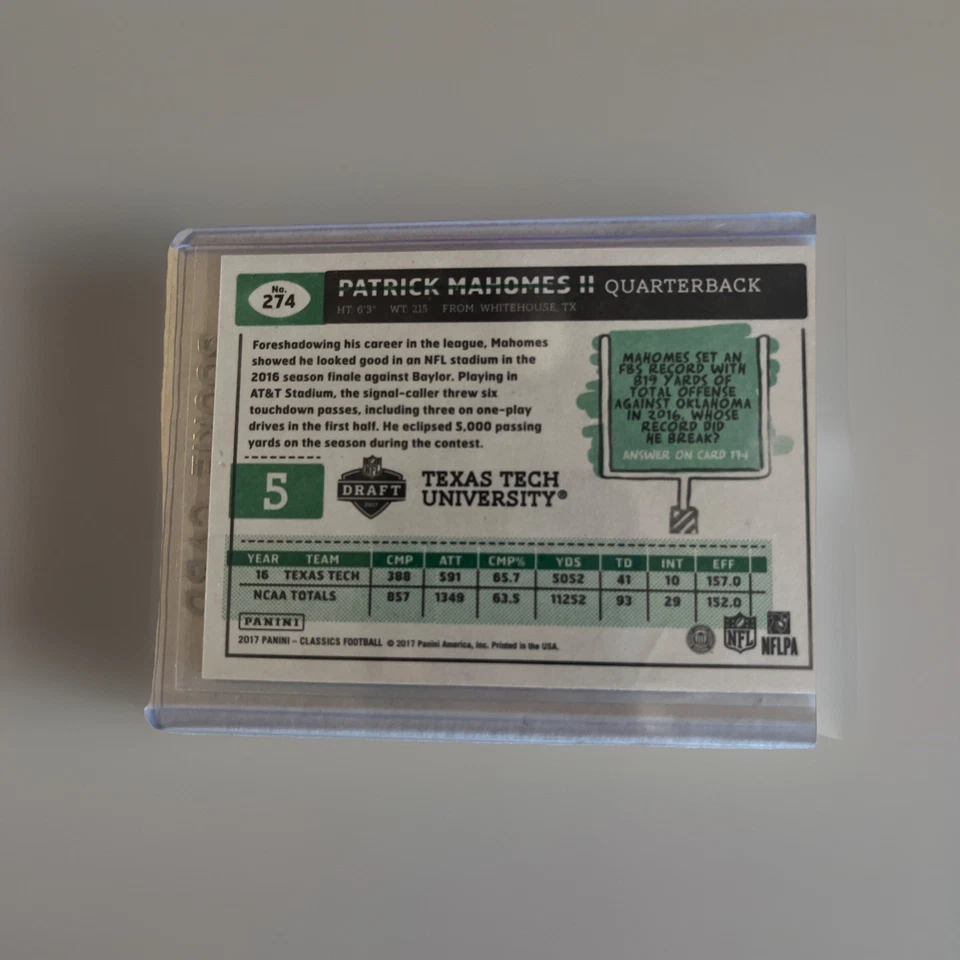 No. 274
PATRICK MAHOMES II QUARTERBACK
HT: 6'3" WT: 215 FROM: WHITEHOUSE, TX
Foreshadowing his career in the league, Mahomes
showed he looked good in an NFL stadium in the
2016 season finale against Baylor. Playing in
AT&T Stadium, the signal-caller threw six
touchdown passes, including three on one-play
drives in the first half. He eclipsed 5,000 passing
yards on the season during the contest.
MAHOMES SET AN
FBS RECORD WITH
819 YARDS OF
TOTAL OFFENSE
AGAINST OKLAHOMA
IN 2016. WHOSE
RECORD DID
HE BREAK?
ANSWER ON CARD 174
5
NFL
DRAFT
2017
TEXAS TECH
UNIVERSITY®
YEAR TEAM CMP ATT CMP% YDS TD INT EFF
16 TEXAS TECH 388 591 65.7 5052 41 10 157.0
NCAA TOTALS 857 1349 63.5 11252 93 29 152.0
PANINI
2017 PANINI – CLASSICS FOOTBALL © 2017 Panini America, Inc. Printed in the USA.
NFL
NFLPA
ROOKIE CARD